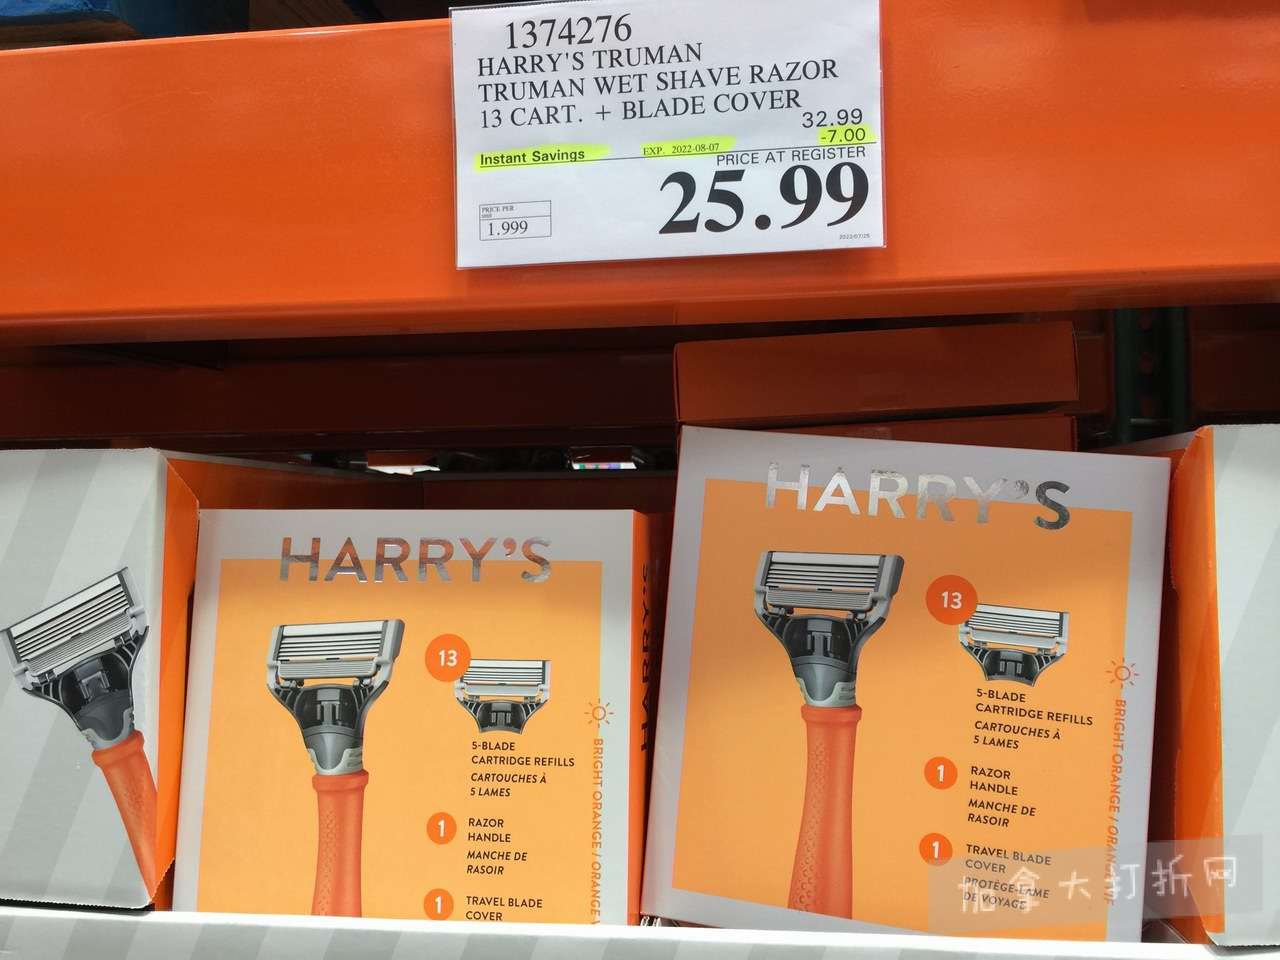 1374276
HARRY'S TRUMAN
TRUMAN WET SHAVE RAZOR
13 CART. + BLADE COVER
32.99
-7.00
Instant Savings
EXP. 2022-08-07
PRICE AT REGISTER
25.99
PRICE PER
1.999
2022/07/25
HARRY'S
13
5-BLADE
CARTRIDGE REFILLS
CARTOUCHES À
5 LAMES
1
RAZOR
HANDLE
MANCHE DE
RASOIR
1
TRAVEL BLADE
COVER
BRIGHT ORANGE / ORANGE
HARRY'S
HARRY'S
13
5-BLADE
CARTRIDGE REFILLS
CARTOUCHES À
5 LAMES
1
RAZOR
HANDLE
MANCHE DE
RASOIR
1
TRAVEL BLADE
COVER
PROTÈGE-LAME
DE VOYAGE
BRIGHT ORANGE / ORANGE
加拿大打折网